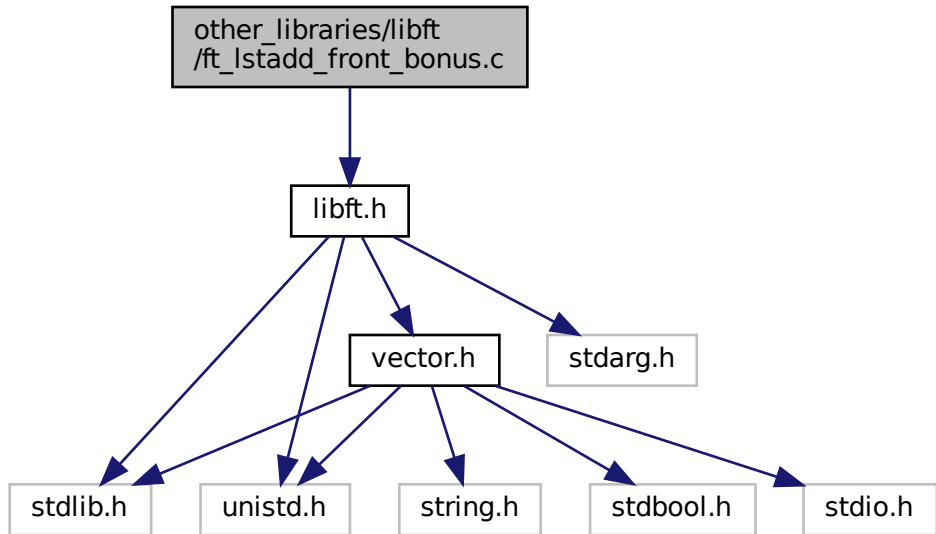 other_libraries/libft
/ft_lstadd_front_bonus.c
libft.h
vector.h
stdarg.h
stdlib.h
unistd.h
string.h
stdbool.h
stdio.h